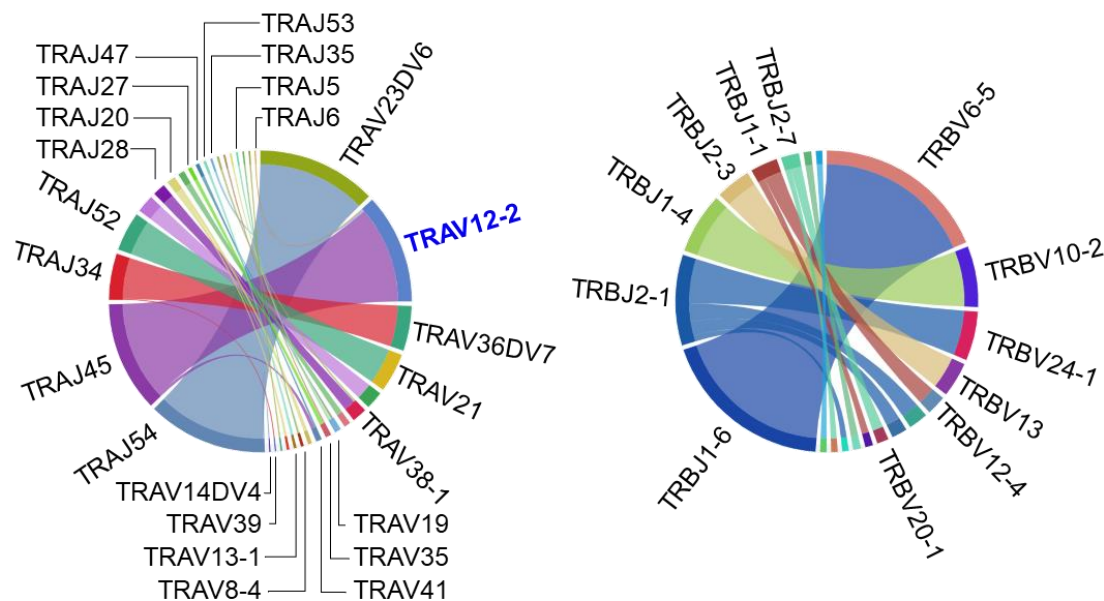 TRAJ53
TRAJ47
TRAJ35
TRAJ27
TRAJ5
TRAJ20
TRAJ6
TRAJ28
TRAV23DV6
TRAJ52
TRAV12-2
TRAJ34
TRAV36DV7
TRAJ45
TRAV21
TRAJ54
TRAV38-1
TRAV14DV4
TRAV39
TRAV19
TRAV13-1
TRAV35
TRAV8-4
TRAV41
TRBJ2-7
TRBJ1-1
TRBJ2-3
TRBV6-5
TRBJ1-4
TRBV10-2
TRBJ2-1
TRBV24-1
TRBV13
TRBJ1-6
TRBV12-4
TRBV20-1